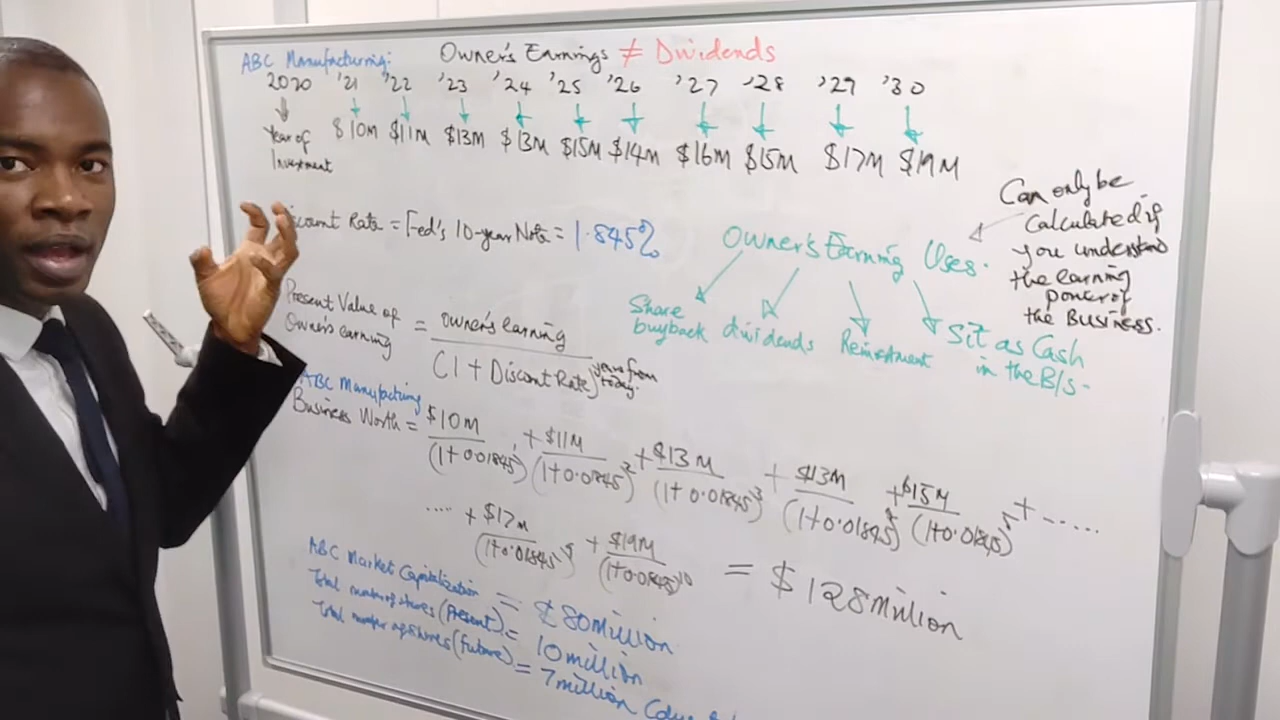 ABC Manufacturing: Owner's Earnings ≠ Dividends
2020 '21 '22 '23 '24 '25 '26 '27 '28 '29 '30
Year of Investment
$10M $11M $13M $13M $15M $14M $16M $15M $17M $19M
Can only be
calculated if
you understand
the earning
power of
the Business.
count Rate = Fed's 10-year Note = 1.845%
Owner's Earning Uses.
Share buyback
dividends
Reinvestment
Sit as Cash
in the B/s.
Present Value of
Owner's earning
= owner's earning
(1 + Discount Rate) years from today.
ABC Manufacturing
Business Worth = $10M/(1+0.01845)^1 + $11M/(1+0.01845)^2 + $13M/(1+0.01845)^3 + $13M/(1+0.01845)^4 + $15M/(1+0.01845)^5 + .....
..... + $17M/(1+0.01845)^9 + $19M/(1+0.01845)^10 = $128million
ABC Market Capitalization = $80million
Total number of shares (Present) = 10 million
Total number of shares (future) = 7 million